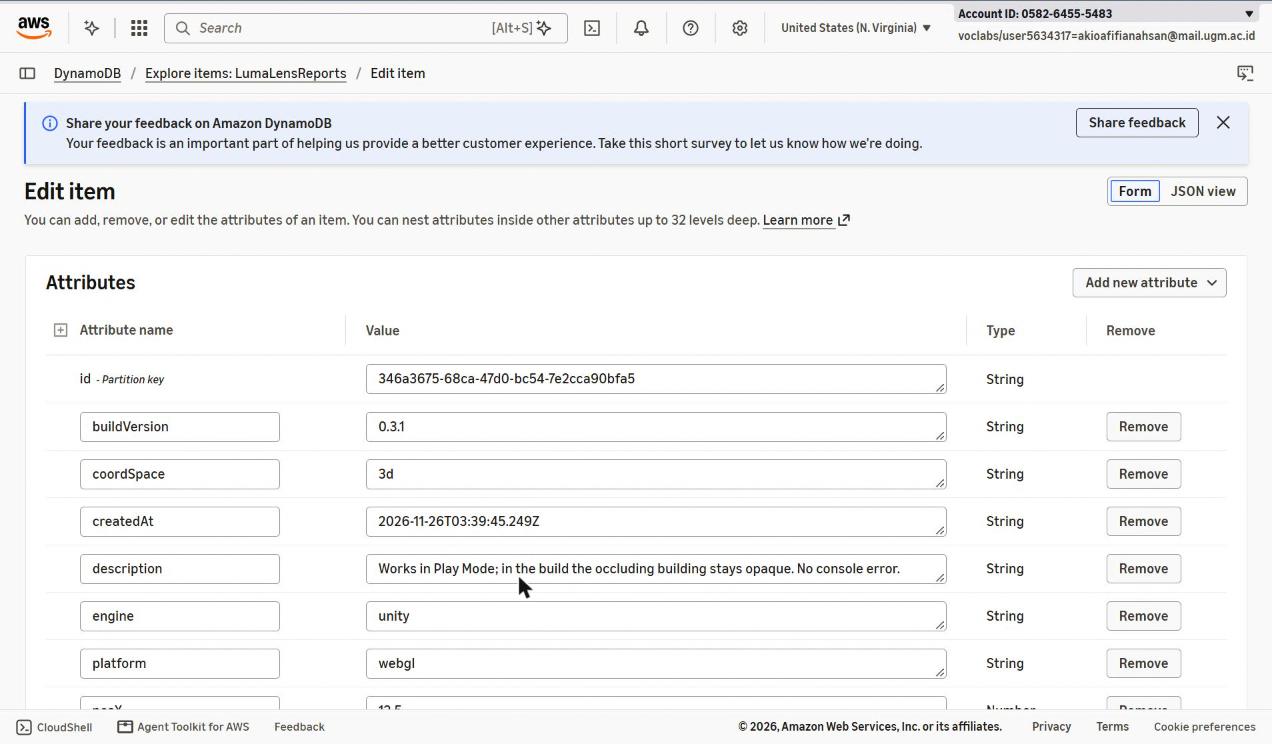 aws
Search [Alt+S]
United States (N. Virginia)
Account ID: 0582-6455-5483
voclabs/user5634317=akioafifianahsan@mail.ugm.ac.id
DynamoDB / Explore items: LumaLensReports / Edit item
Share your feedback on Amazon DynamoDB
Your feedback is an important part of helping us provide a better customer experience. Take this short survey to let us know how we're doing.
Share feedback
Edit item
Form JSON view
You can add, remove, or edit the attributes of an item. You can nest attributes inside other attributes up to 32 levels deep. Learn more
Attributes
Add new attribute
Attribute name Value Type Remove
id - Partition key 346a3675-68ca-47d0-bc54-7e2cca90bfa5 String
buildVersion 0.3.1 String Remove
coordSpace 3d String Remove
createdAt 2026-11-26T03:39:45.249Z String Remove
description Works in Play Mode; in the build the occluding building stays opaque. No console error. String Remove
engine unity String Remove
platform webgl String Remove
CloudShell Agent Toolkit for AWS Feedback © 2026, Amazon Web Services, Inc. or its affiliates. Privacy Terms Cookie preferences